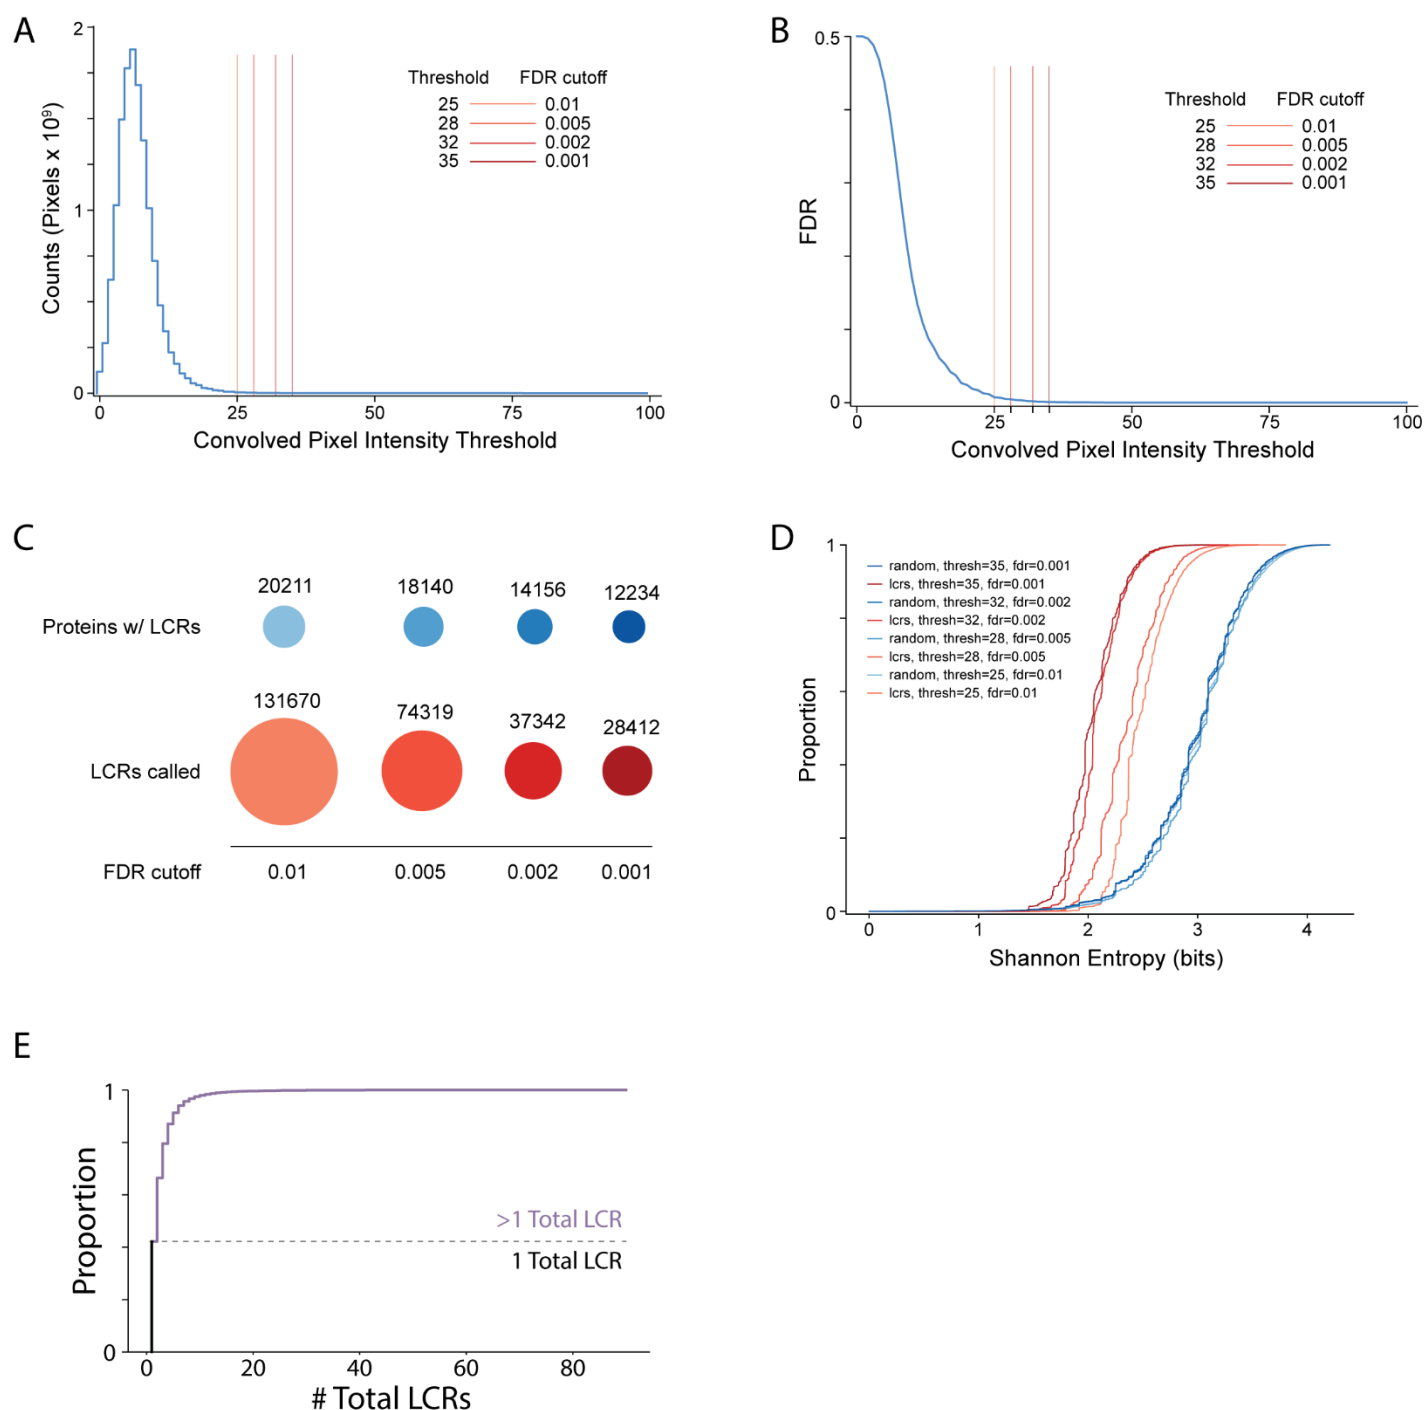 A
2
1
0
Counts (Pixels x 10⁹)
Threshold FDR cutoff
25 0.01
28 0.005
32 0.002
35 0.001
0 25 50 75 100
Convolved Pixel Intensity Threshold
B
0.5
0
FDR
Threshold FDR cutoff
25 0.01
28 0.005
32 0.002
35 0.001
0 25 50 75 100
Convolved Pixel Intensity Threshold
C
20211 18140 14156 12234
Proteins w/ LCRs
131670 74319 37342 28412
LCRs called
FDR cutoff 0.01 0.005 0.002 0.001
D
1
0
Proportion
random, thresh=35, fdr=0.001
lcrs, thresh=35, fdr=0.001
random, thresh=32, fdr=0.002
lcrs, thresh=32, fdr=0.002
random, thresh=28, fdr=0.005
lcrs, thresh=28, fdr=0.005
random, thresh=25, fdr=0.01
lcrs, thresh=25, fdr=0.01
0 1 2 3 4
Shannon Entropy (bits)
E
1
0
Proportion
>1 Total LCR
1 Total LCR
0 20 40 60 80
# Total LCRs